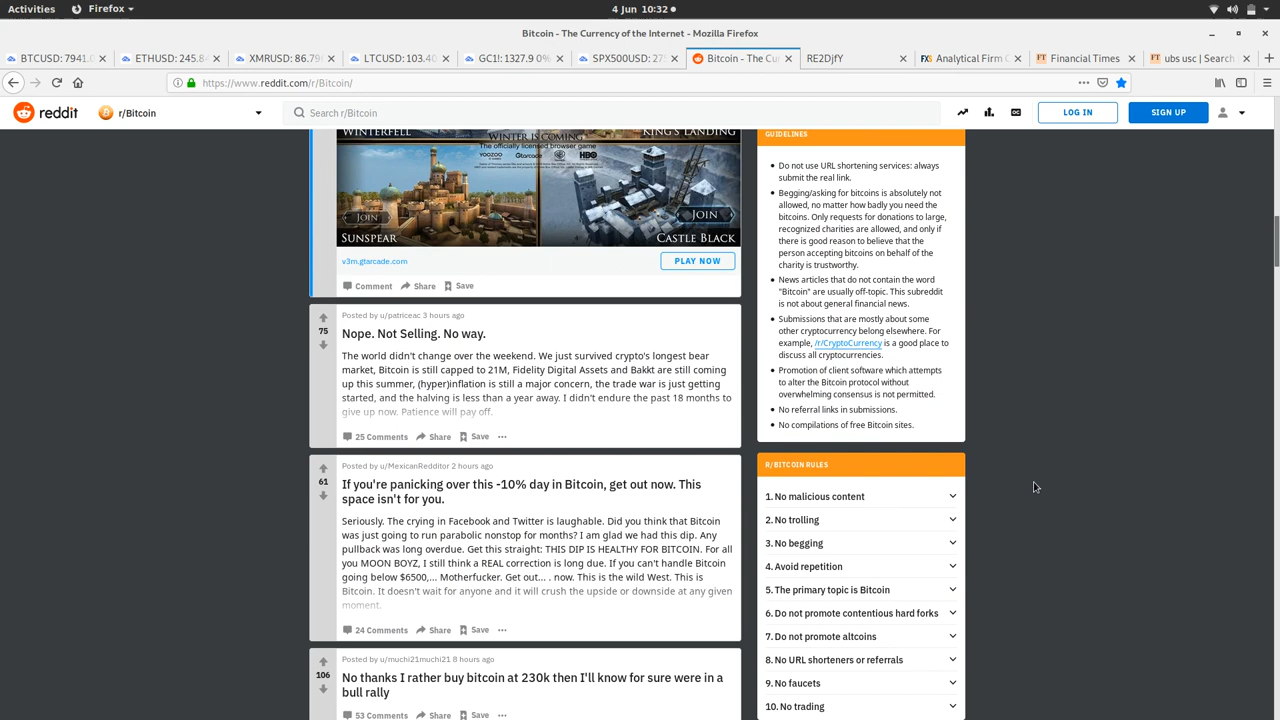 Activities Firefox 4 Jun 10:32
Bitcoin - The Currency of the Internet - Mozilla Firefox
BTCUSD: 7941.0 ETHUSD: 245.8 XMRUSD: 86.79 LTCUSD: 103.40 GC1!: 1327.9 0% SPX500USD: 27 Bitcoin - The Cu RE2DjfY Analytical Firm C Financial Times ubs usc | Search
https://www.reddit.com/r/Bitcoin/
reddit r/Bitcoin Search r/Bitcoin LOG IN SIGN UP
WINTERFELL WINTER IS COMING KING'S LANDING
The officially licensed browser game
YOOZOO Gtarcade HBO
JOIN JOIN
SUNSPEAR CASTLE BLACK
v3m.gtarcade.com PLAY NOW
Comment Share Save
75
Posted by u/patriceac 3 hours ago
Nope. Not Selling. No way.
The world didn't change over the weekend. We just survived crypto's longest bear
market, Bitcoin is still capped to 21M, Fidelity Digital Assets and Bakkt are still coming
up this summer, (hyper)inflation is still a major concern, the trade war is just getting
started, and the halving is less than a year away. I didn't endure the past 18 months to
give up now. Patience will pay off.
25 Comments Share Save
61
Posted by u/MexicanRedditor 2 hours ago
If you're panicking over this -10% day in Bitcoin, get out now. This
space isn't for you.
Seriously. The crying in Facebook and Twitter is laughable. Did you think that Bitcoin
was just going to run parabolic nonstop for months? I am glad we had this dip. Any
pullback was long overdue. Get this straight: THIS DIP IS HEALTHY FOR BITCOIN. For all
you MOON BOYZ, I still think a REAL correction is long due. If you can't handle Bitcoin
going below $6500,... Motherfucker. Get out... . now. This is the wild West. This is
Bitcoin. It doesn't wait for anyone and it will crush the upside or downside at any given
moment.
24 Comments Share Save
106
Posted by u/muchi21muchi21 8 hours ago
No thanks I rather buy bitcoin at 230k then I'll know for sure were in a
bull rally
53 Comments Share Save
GUIDELINES
Do not use URL shortening services: always
submit the real link.
Begging/asking for bitcoins is absolutely not
allowed, no matter how badly you need the
bitcoins. Only requests for donations to large,
recognized charities are allowed, and only if
there is good reason to believe that the
person accepting bitcoins on behalf of the
charity is trustworthy.
News articles that do not contain the word
"Bitcoin" are usually off-topic. This subreddit
is not about general financial news.
Submissions that are mostly about some
other cryptocurrency belong elsewhere. For
example, /r/CryptoCurrency is a good place to
discuss all cryptocurrencies.
Promotion of client software which attempts
to alter the Bitcoin protocol without
overwhelming consensus is not permitted.
No referral links in submissions.
No compilations of free Bitcoin sites.
R/BITCOIN RULES
1. No malicious content
2. No trolling
3. No begging
4. Avoid repetition
5. The primary topic is Bitcoin
6. Do not promote contentious hard forks
7. Do not promote altcoins
8. No URL shorteners or referrals
9. No faucets
10. No trading